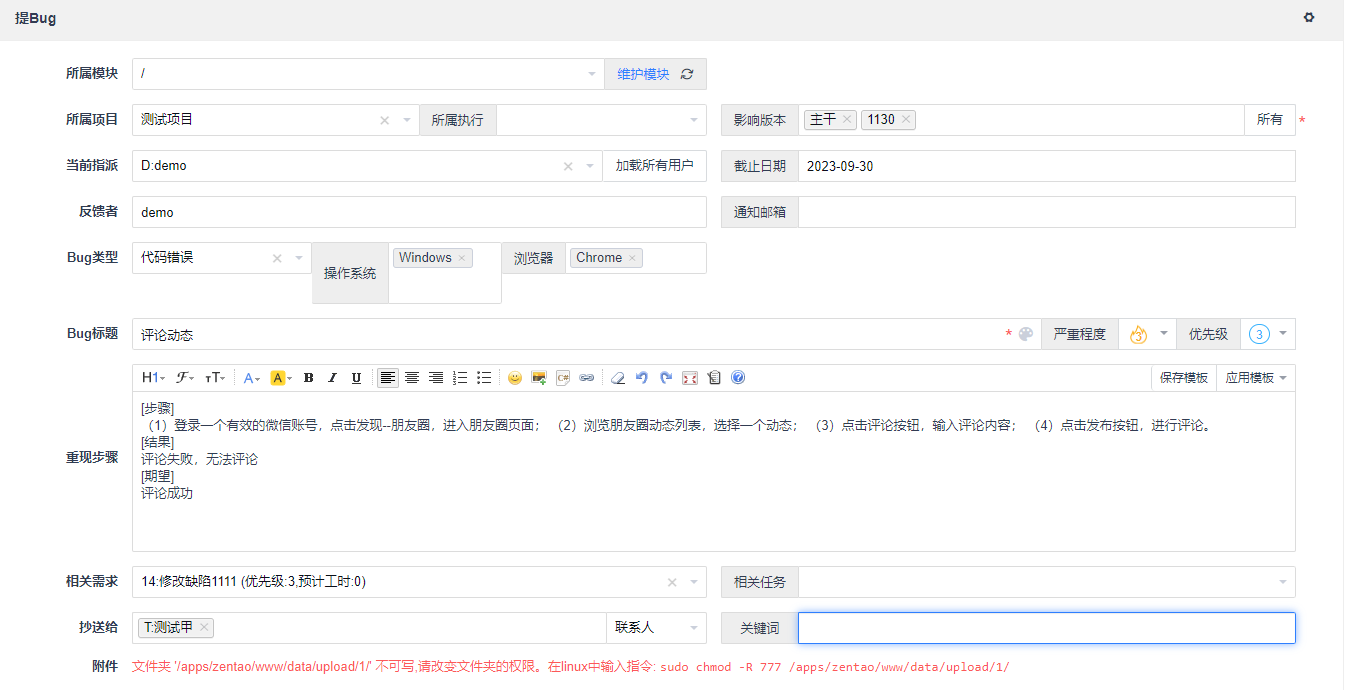 提Bug
所属模块 / 维护模块
所属项目 测试项目 所属执行 影响版本 主干 1130 所有 *
当前指派 D:demo 加载所有用户 截止日期 2023-09-30
反馈者 demo 通知邮箱
Bug类型 代码错误 操作系统 Windows 浏览器 Chrome
Bug标题 评论动态 * 严重程度 3 优先级 3
H1 F TT A A B I U C# 保存模板 应用模板
重现步骤
[步骤]
（1）登录一个有效的微信账号，点击发现--朋友圈，进入朋友圈页面； （2）浏览朋友圈动态列表，选择一个动态； （3）点击评论按钮，输入评论内容； （4）点击发布按钮，进行评论。
[结果]
评论失败，无法评论
[期望]
评论成功
相关需求 14:修改缺陷1111 (优先级:3,预计工时:0) 相关任务
抄送给 T:测试甲 联系人 关键词
附件 文件夹 '/apps/zentao/www/data/upload/1/' 不可写,请改变文件夹的权限。在linux中输入指令: sudo chmod -R 777 /apps/zentao/www/data/upload/1/